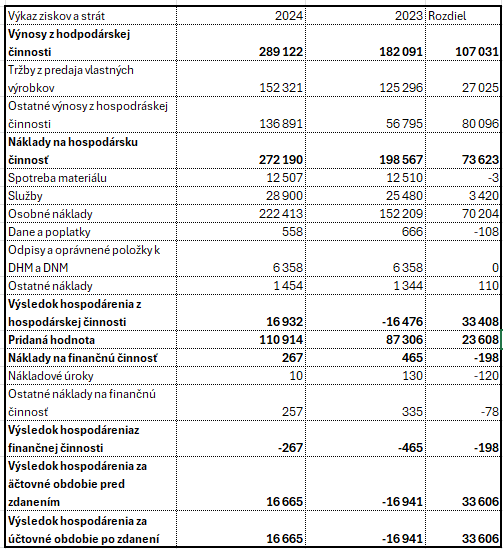 Výkaz ziskov a strát 2024 2023 Rozdiel
Výnosy z hodpodárskej
činnosti 289 122 182 091 107 031
Tržby z predaja vlastných
výrobkov 152 321 125 296 27 025
Ostatné výnosy z hospodráskej
činnosti 136 891 56 795 80 096
Náklady na hospodársku
činnosť 272 190 198 567 73 623
Spotreba materiálu 12 507 12 510 -3
Služby 28 900 25 480 3 420
Osobné náklady 222 413 152 209 70 204
Dane a poplatky 558 666 -108
Odpisy a oprávnené položky k
DHM a DNM 6 358 6 358 0
Ostatné náklady 1 454 1 344 110
Výsledok hospodárenia z
hospodárskej činnosti 16 932 -16 476 33 408
Pridaná hodnota 110 914 87 306 23 608
Náklady na finančnú činnosť 267 465 -198
Nákladové úroky 10 130 -120
Ostatné náklady na finančnú
činnosť 257 335 -78
Výsledok hospodáreniaz
finančnej činnosti -267 -465 -198
Výsledok hospodárenia za
äčtovné obdobie pred
zdanením 16 665 -16 941 33 606
Výsledok hospodárenia za
účtovné obdobie po zdanení 16 665 -16 941 33 606